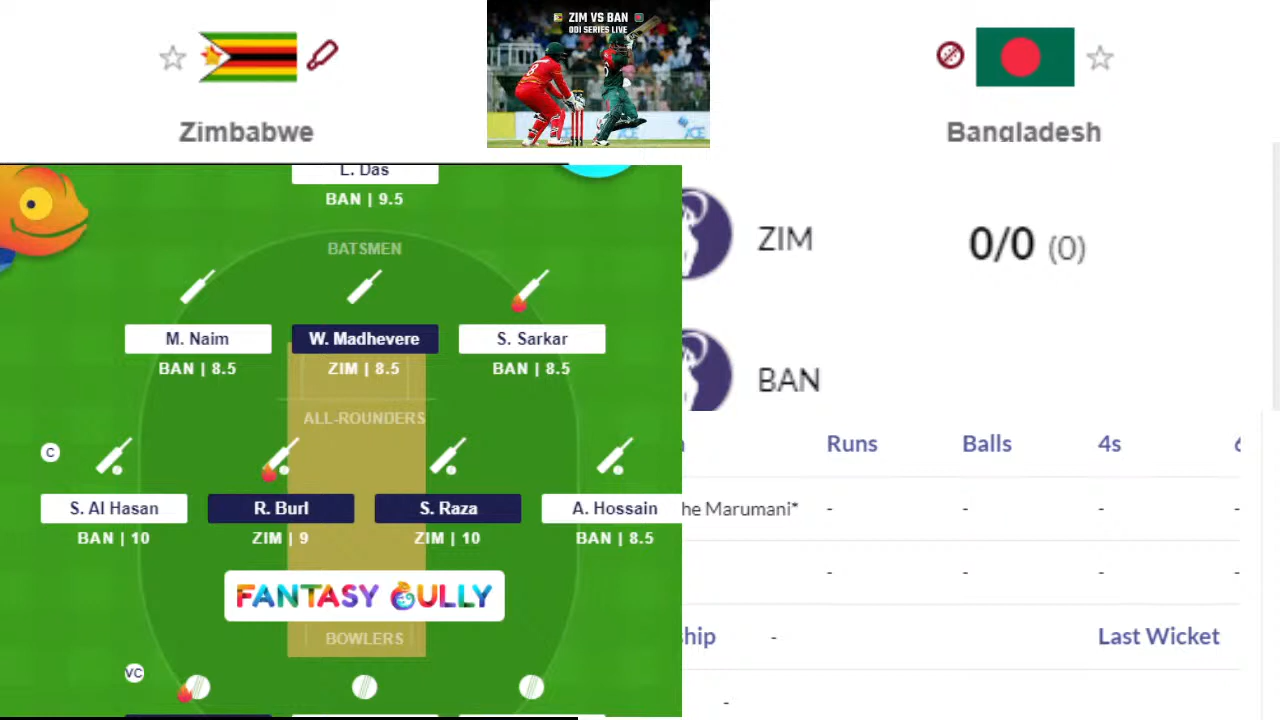 ZIM VS BAN
ODI SERIES LIVE
Zimbabwe
Bangladesh
L. Das
BAN | 9.5
BATSMEN
M. Naim
W. Madhevere
S. Sarkar
BAN | 8.5
ZIM | 8.5
BAN | 8.5
ALL-ROUNDERS
C
S. Al Hasan
R. Burl
S. Raza
A. Hossain
BAN | 10
ZIM | 9
ZIM | 10
BAN | 8.5
FANTASY GULLY
BOWLERS
VC
ZIM
0/0 (0)
BAN
Runs Balls 4s
he Marumani* - - - -
- - - -
hip - Last Wicket
-